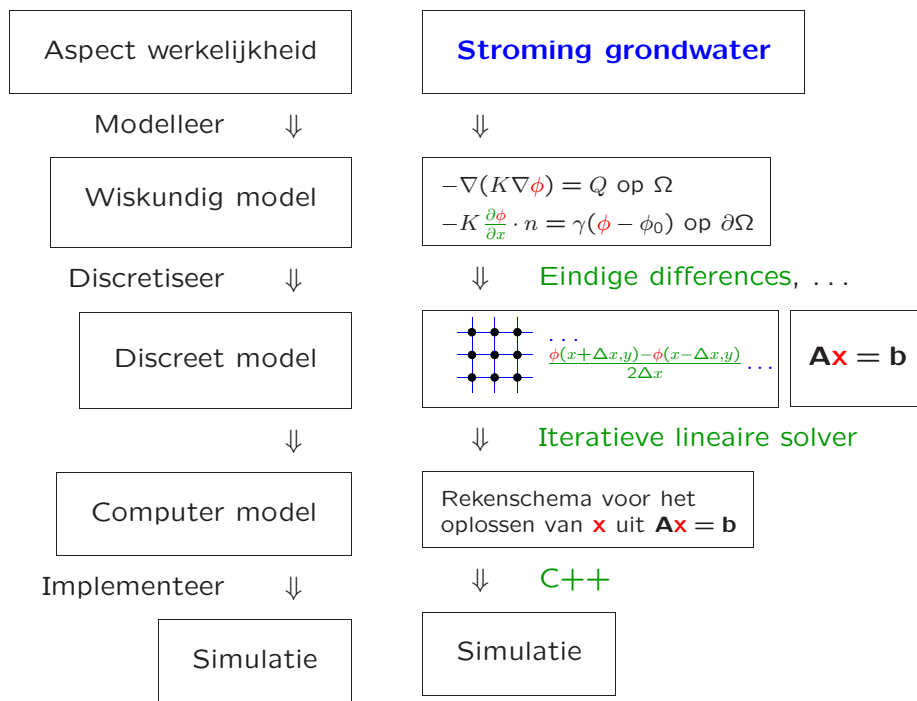 Aspect werkelijkheid
Stroming grondwater
Modelleer ⇓ ⇓
Wiskundig model
−∇(K∇ϕ) = Q op Ω
−K ∂ϕ/∂x · n = γ(ϕ − ϕ₀) op ∂Ω
Discretiseer ⇓ ⇓ Eindige differences, . . .
Discreet model
. . .
ϕ(x+Δx,y)−ϕ(x−Δx,y)/2Δx . . .
Ax = b
⇓ ⇓ Iteratieve lineaire solver
Computer model
Rekenschema voor het
oplossen van x uit Ax = b
Implementeer ⇓ ⇓ C++
Simulatie
Simulatie